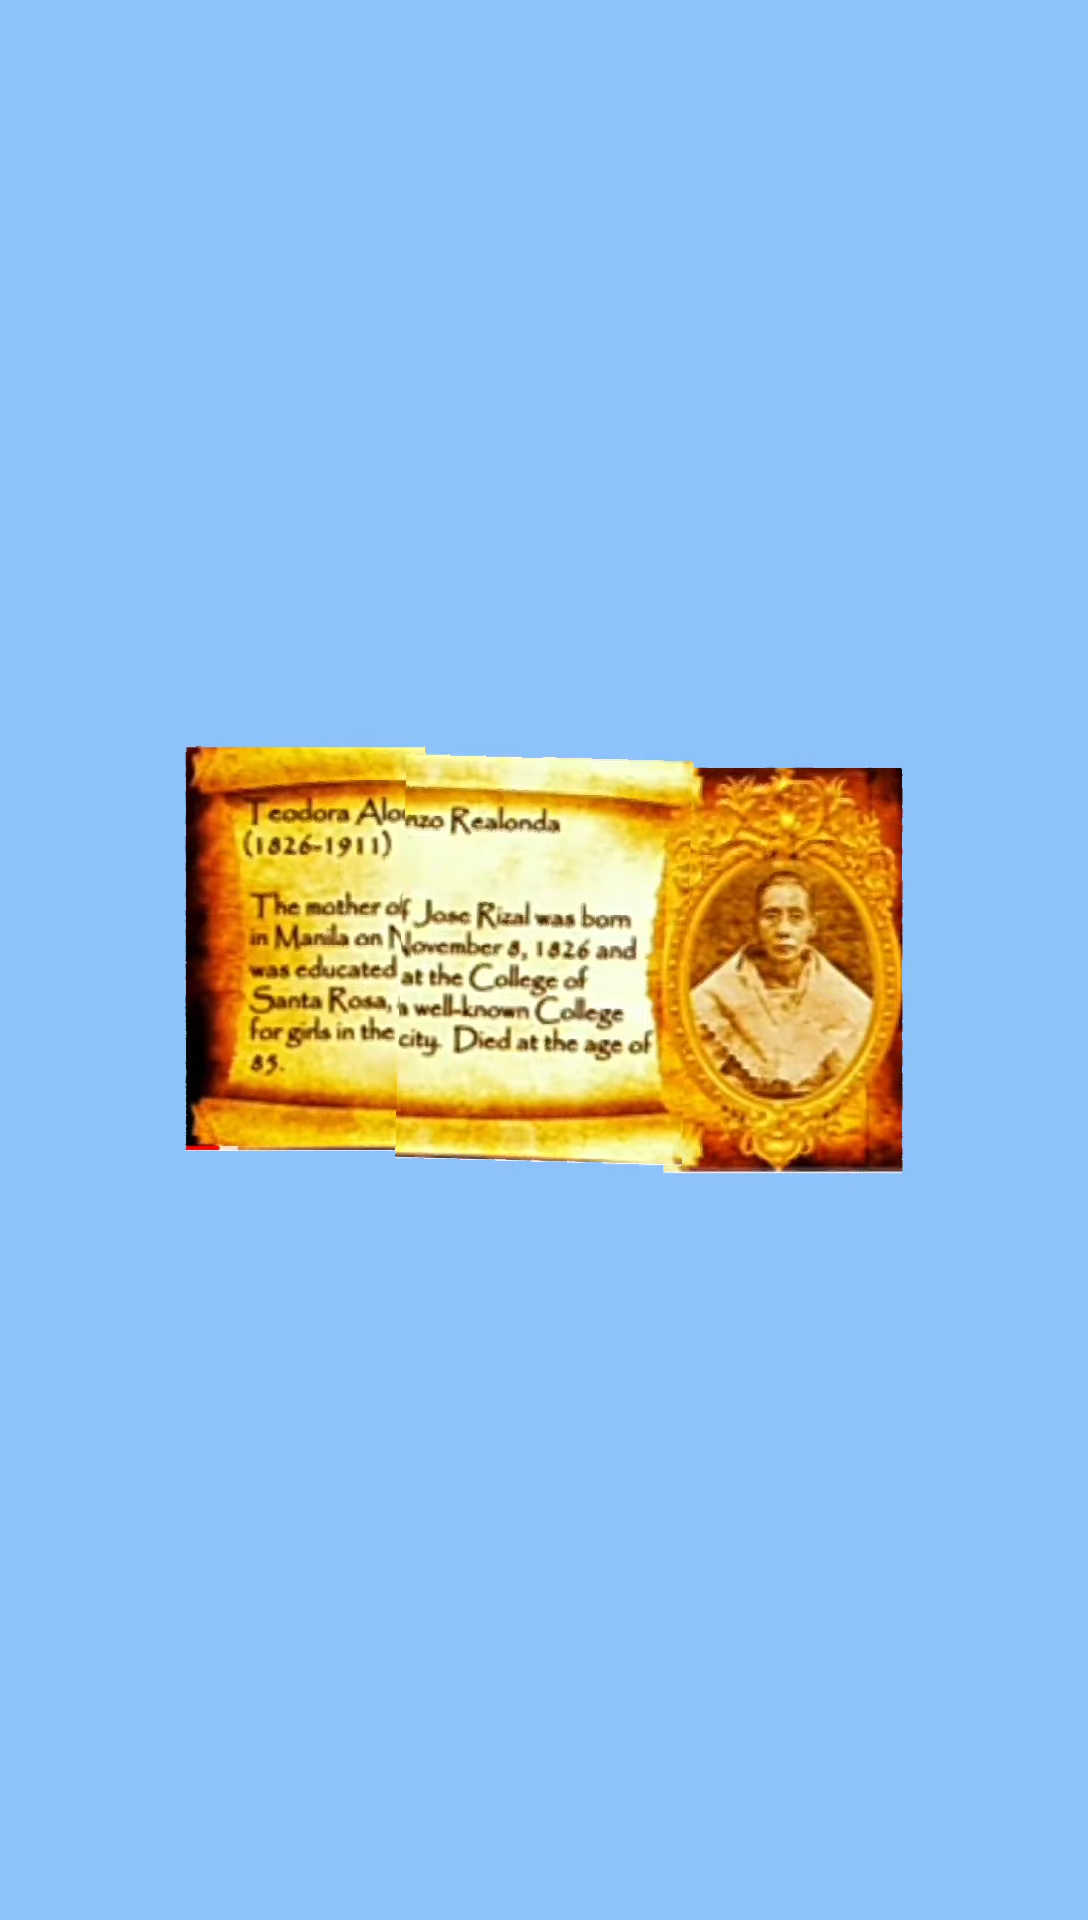 Teodora Alonzo Realonda
(1826-1911)
The mother of Jose Rizal was born
in Manila on November 8, 1826 and
was educated at the College of
Santa Rosa, a well-known College
for girls in the city. Died at the age of
85.